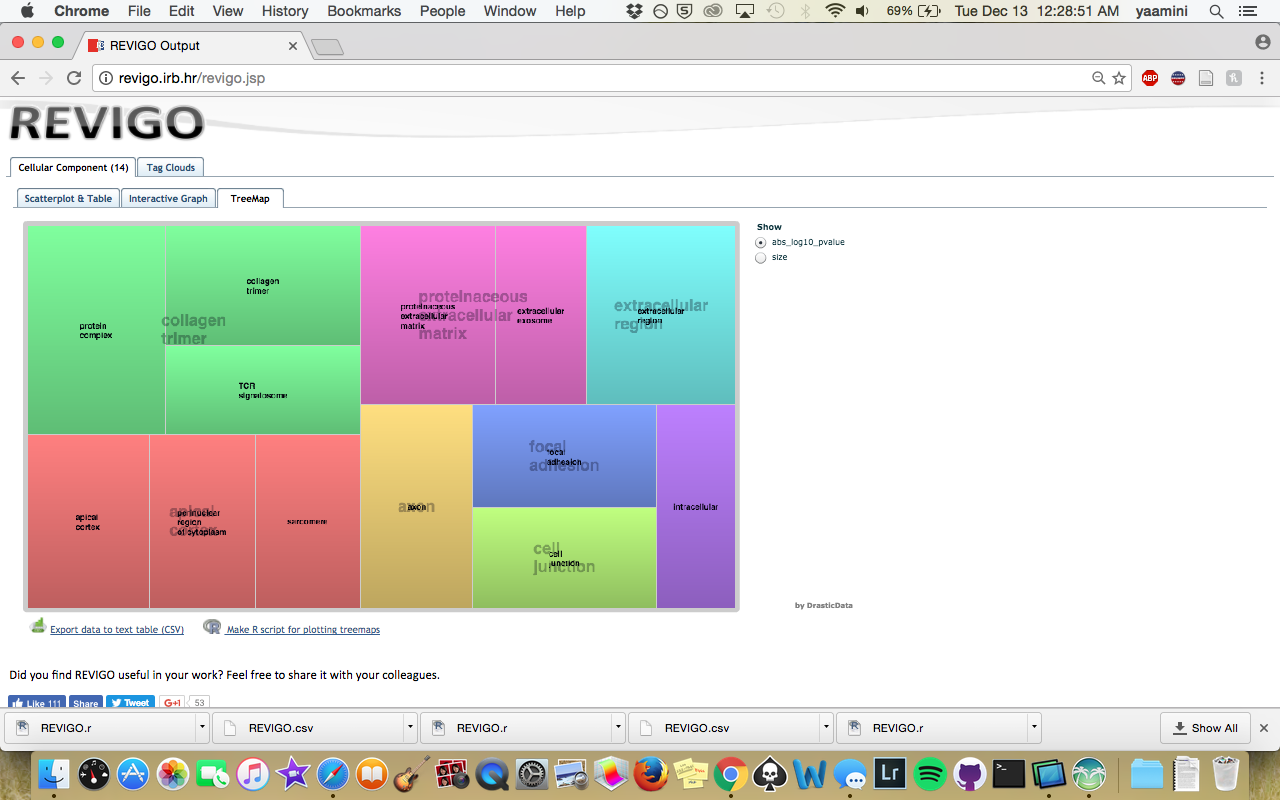 Chrome File Edit View History Bookmarks People Window Help 69% Tue Dec 13 12:28:51 AM yaamini
REVIGO Output
revigo.irb.hr/revigo.jsp
ABP
REVIGO
Cellular Component (14) Tag Clouds
Scatterplot & Table Interactive Graph TreeMap
Show
abs_log10_pvalue
size
protein
complex
collagen
trimer
collagen
trimer
TCR
signalosome
proteinaceous
extracellular
matrix
proteinaceous
extracellular
matrix
extracellular
exosome
extracellular
region
extracellular
region
apical
cortex
apical
cortex
perinuclear
region
of cytoplasm
sarcomere
axon
axon
focal
adhesion
focal
adhesion
cell
junction
cell
junction
intracellular
by DrasticData
Export data to text table (CSV) Make R script for plotting treemaps
Did you find REVIGO useful in your work? Feel free to share it with your colleagues.
Like 111 Share Tweet G+1 53
REVIGO.r REVIGO.csv REVIGO.r REVIGO.csv REVIGO.r Show All
Lr